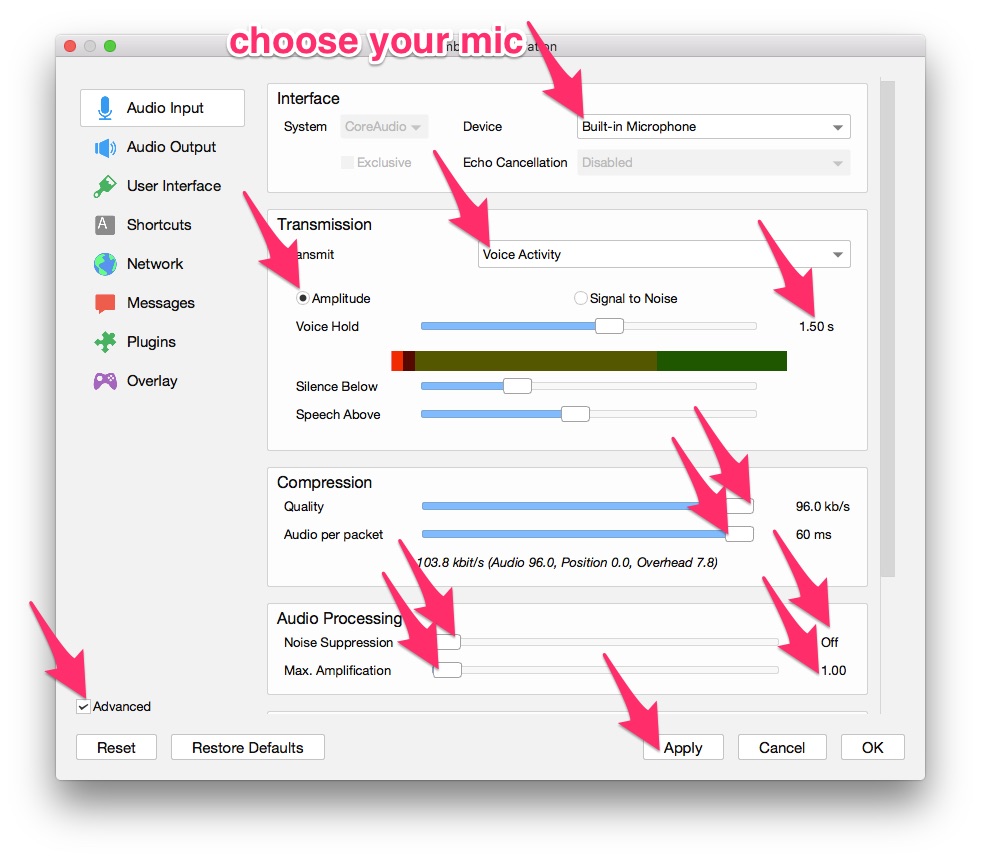 choose your mic
Audio Input
Audio Output
User Interface
Shortcuts
Network
Messages
Plugins
Overlay
Interface
System CoreAudio Device Built-in Microphone
Exclusive Echo Cancellation Disabled
Transmission
Voice Activity
Amplitude Signal to Noise
Voice Hold 1.50 s
Silence Below
Speech Above
Compression
Quality 96.0 kb/s
Audio per packet 60 ms
103.8 kbit/s (Audio 96.0, Position 0.0, Overhead 7.8)
Audio Processing
Noise Suppression Off
Max. Amplification 1.00
Advanced
Reset Restore Defaults Apply Cancel OK